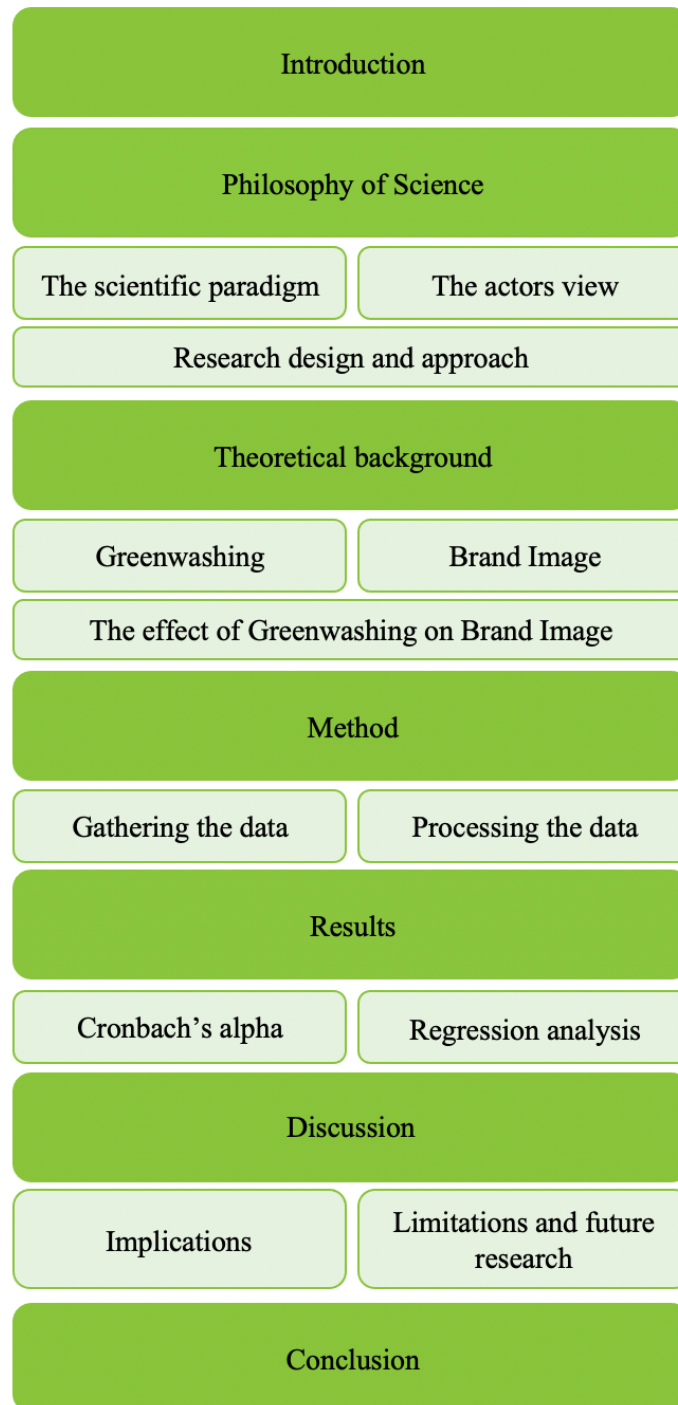 Introduction
Philosophy of Science
The scientific paradigm
The actors view
Research design and approach
Theoretical background
Greenwashing
Brand Image
The effect of Greenwashing on Brand Image
Method
Gathering the data
Processing the data
Results
Cronbach’s alpha
Regression analysis
Discussion
Implications
Limitations and future
research
Conclusion